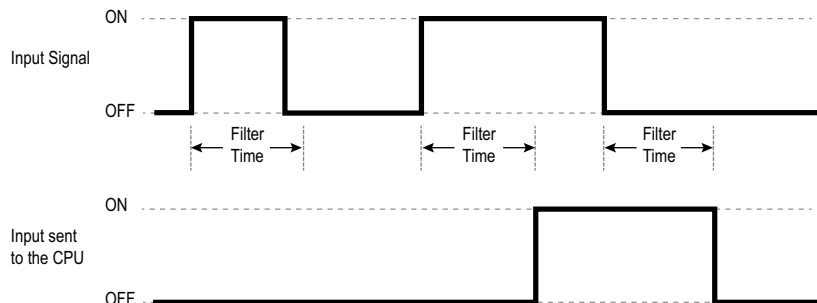 ON
Input Signal
OFF
Filter
Time
Filter
Time
Filter
Time
ON
Input sent
to the CPU
OFF